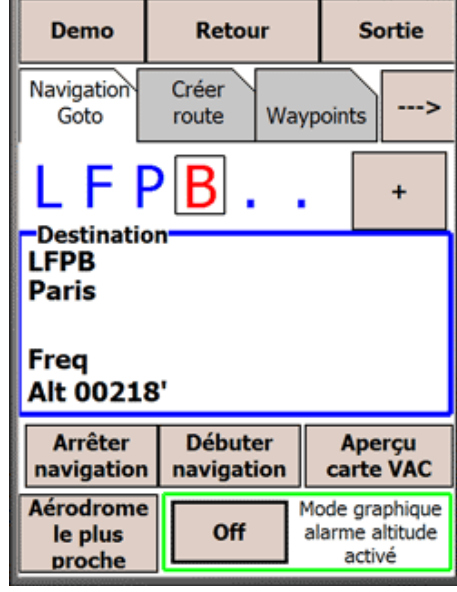 Demo Retour Sortie
Navigation Créer
Goto route Waypoints --->
L F P B . . +
Destination
LFPB
Paris
Freq
Alt 00218'
Arrêter Débuter Aperçu
navigation navigation carte VAC
Aérodrome
le plus
proche
Off
Mode graphique
alarme altitude
activé